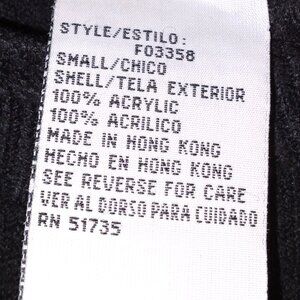 STYLE/ESTILO:
F03358
SMALL/CHICO
SHELL/TELA EXTERIOR
100% ACRYLIC
100% ACRILICO
MADE IN HONG KONG
HECHO EN HONG KONG
SEE REVERSE FOR CARE
VER AL DORSO PARA CUIDADO
RN 51735